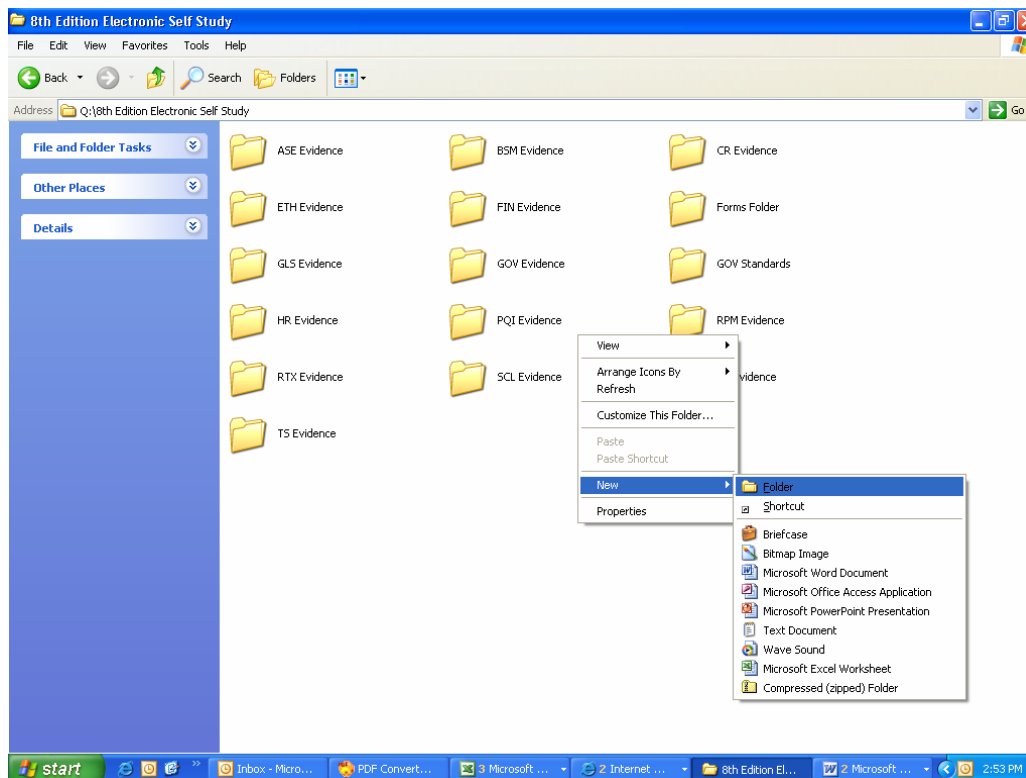 8th Edition Electronic Self Study
File Edit View Favorites Tools Help
Back Search Folders
Address Q:\8th Edition Electronic Self Study Go
File and Folder Tasks
Other Places
Details
ASE Evidence BSM Evidence CR Evidence
ETH Evidence FIN Evidence Forms Folder
GLS Evidence GOV Evidence GOV Standards
HR Evidence PQI Evidence RPM Evidence
RTX Evidence SCL Evidence vidence
TS Evidence
View
Arrange Icons By
Refresh
Customize This Folder...
Paste
Paste Shortcut
New
Properties
Folder
Shortcut
Briefcase
Bitmap Image
Microsoft Word Document
Microsoft Office Access Application
Microsoft PowerPoint Presentation
Text Document
Wave Sound
Microsoft Excel Worksheet
Compressed (zipped) Folder
start Inbox - Micro... PDF Convert... 3 Microsoft ... 2 Internet ... 8th Edition El... 2 Microsoft ... 2:53 PM